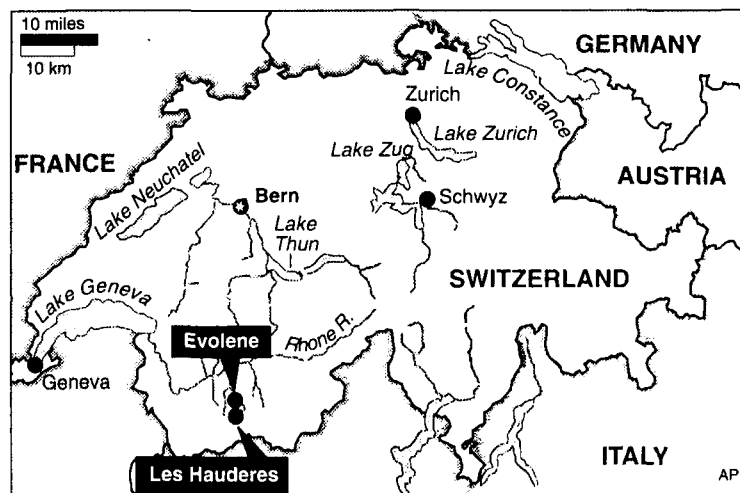 10 miles
10 km
GERMANY
Lake Constance
Zurich
Lake Zurich
Lake Zug
FRANCE
Lake Neuchatel
AUSTRIA
Bern
Schwyz
Lake
Thun
SWITZERLAND
Lake Geneva
Rhone R.
Evolene
Geneva
Les Hauderes
ITALY
AP